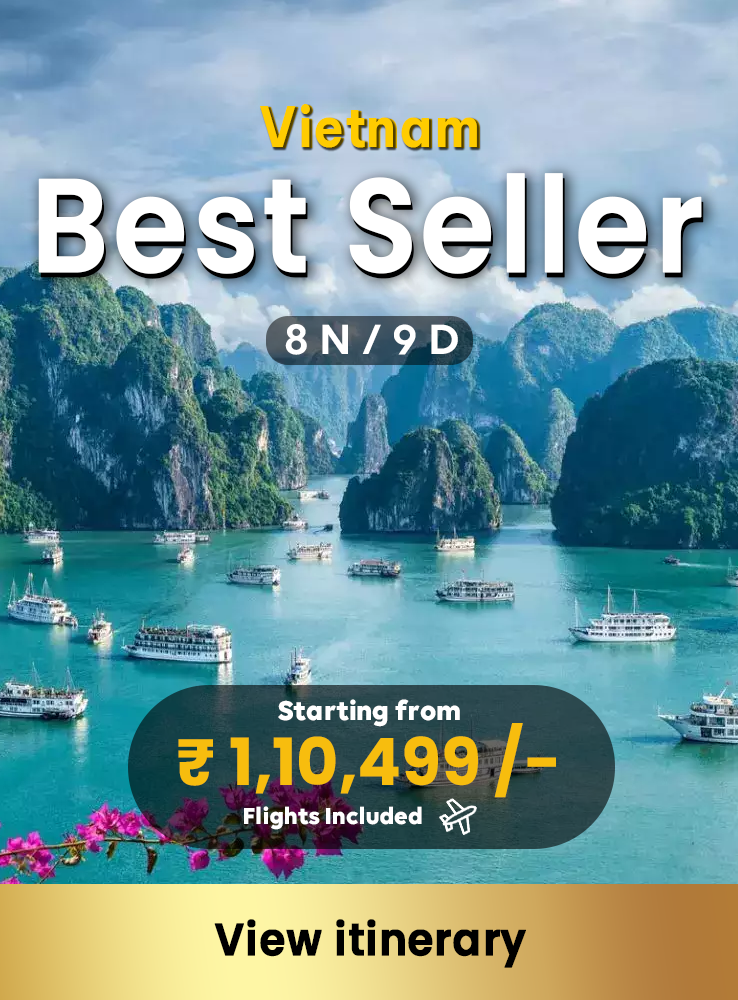 Vietnam
Best Seller
8 N / 9 D
Starting from
₹ 1,10,499/-
Flights Included
View itinerary